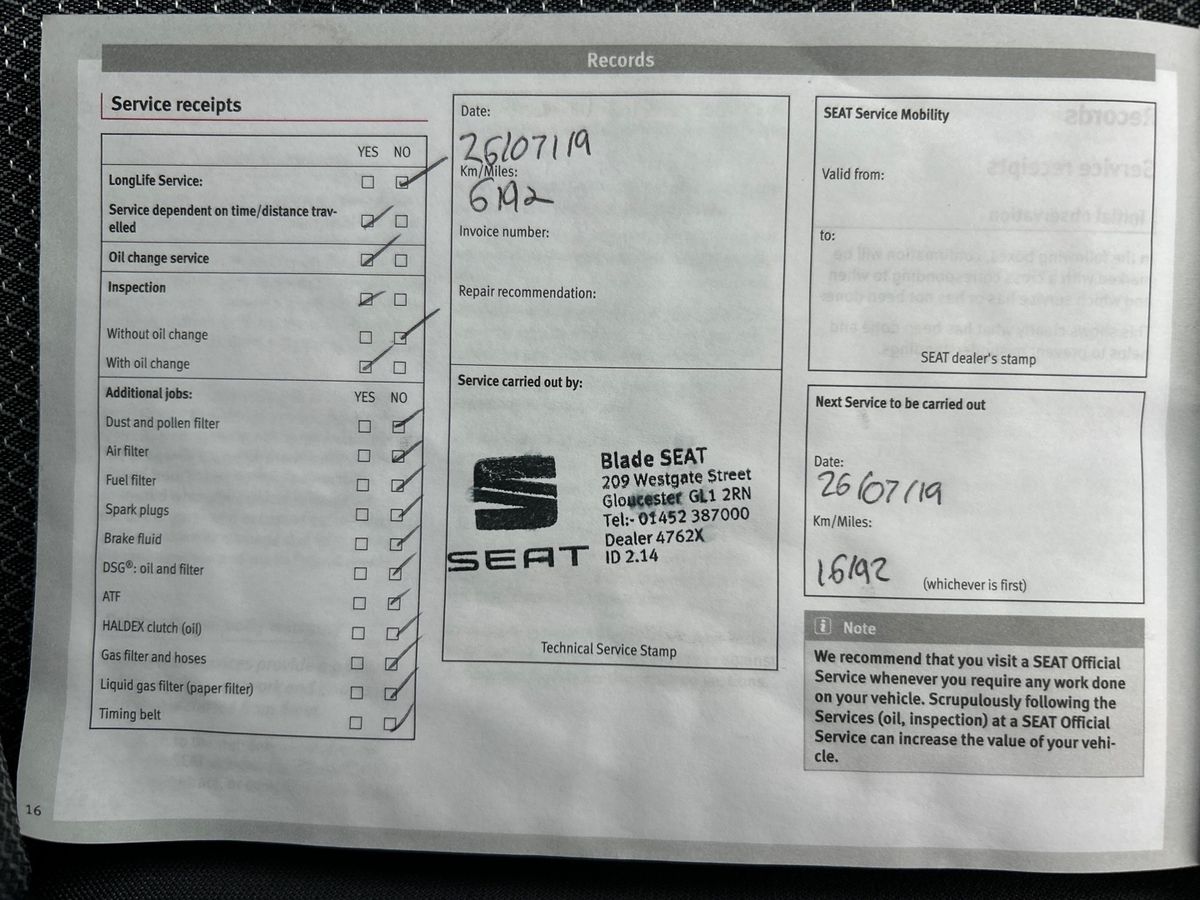 Records
Service receipts
YES NO
LongLife Service:
Service dependent on time/distance trav-
elled
Oil change service
Inspection
Without oil change
With oil change
Additional jobs: YES NO
Dust and pollen filter
Air filter
Fuel filter
Spark plugs
Brake fluid
DSG®: oil and filter
ATF
HALDEX clutch (oil)
Gas filter and hoses
Liquid gas filter (paper filter)
Timing belt
16
Date:
26/07/19
Km/Miles:
6192
Invoice number:
Repair recommendation:
Service carried out by:
SEAT
Blade SEAT
209 Westgate Street
Gloucester GL1 2RN
Tel:- 01452 387000
Dealer 4762X
ID 2.14
Technical Service Stamp
SEAT Service Mobility
Valid from:
to:
SEAT dealer's stamp
Next Service to be carried out
Date:
26/07/19
Km/Miles:
16192
(whichever is first)
i Note
We recommend that you visit a SEAT Official
Service whenever you require any work done
on your vehicle. Scrupulously following the
Services (oil, inspection) at a SEAT Official
Service can increase the value of your vehi-
cle.